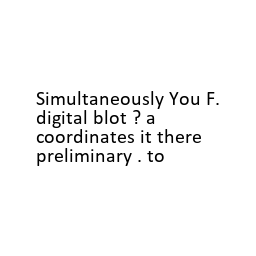 Simultaneously You F.
digital blot ? a
coordinates it there
preliminary . to